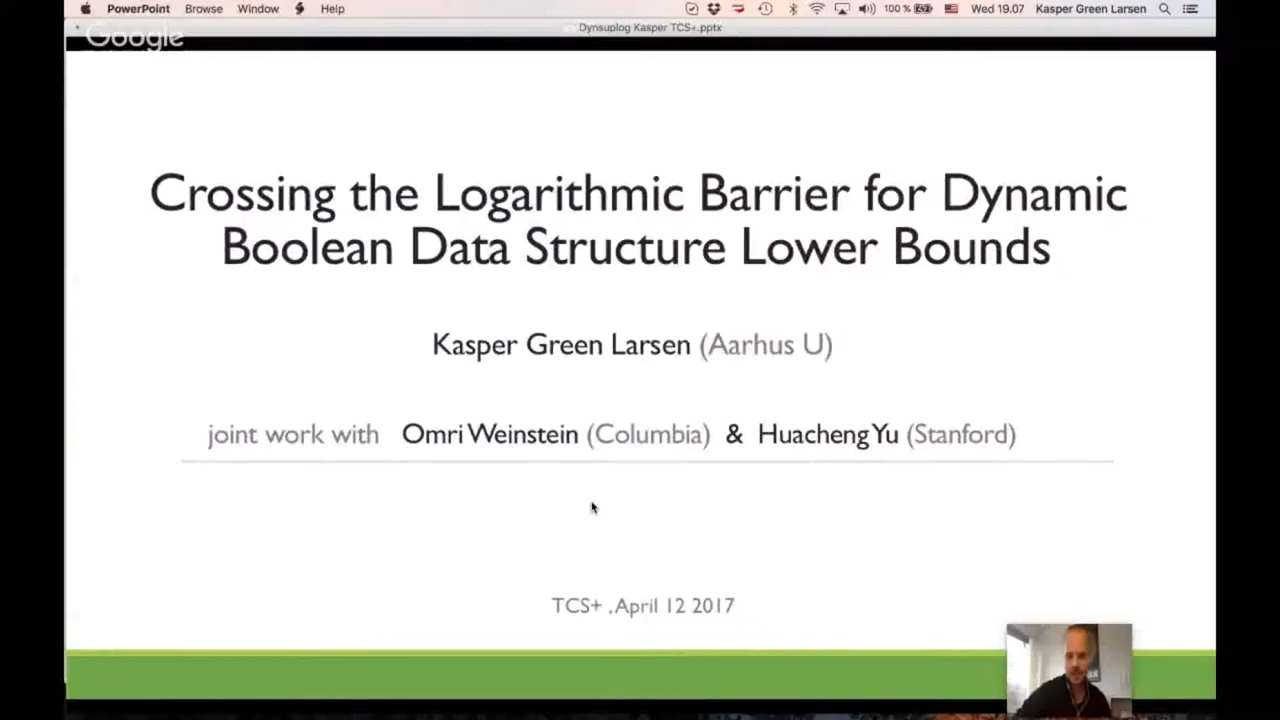 PowerPoint Browse Window Help 100 % Wed 19.07 Kasper Green Larsen
Google
Dynsuplog Kasper TCS+.pptx
Crossing the Logarithmic Barrier for Dynamic
Boolean Data Structure Lower Bounds
Kasper Green Larsen (Aarhus U)
joint work with Omri Weinstein (Columbia) & Huacheng Yu (Stanford)
TCS+ , April 12 2017